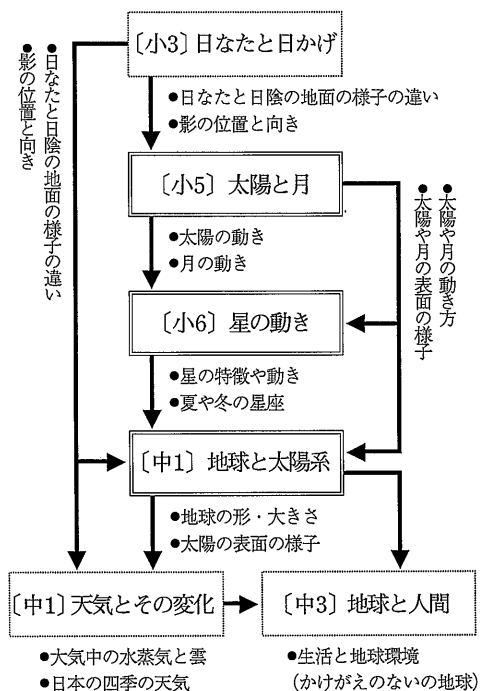 〔小3〕日なたと日かげ
●日なたと日陰の地面の様子の違い
●影の位置と向き
●日なたと日陰の地面の様子の違い
●影の位置と向き
〔小5〕太陽と月
●太陽の動き
●月の動き
●太陽や月の動き方
●太陽や月の表面の様子
〔小6〕星の動き
●星の特徴や動き
●夏や冬の星座
〔中1〕地球と太陽系
●地球の形・大きさ
●太陽の表面の様子
〔中1〕天気とその変化
●大気中の水蒸気と雲
●日本の四季の天気
〔中3〕地球と人間
●生活と地球環境
(かけがえのないの地球)